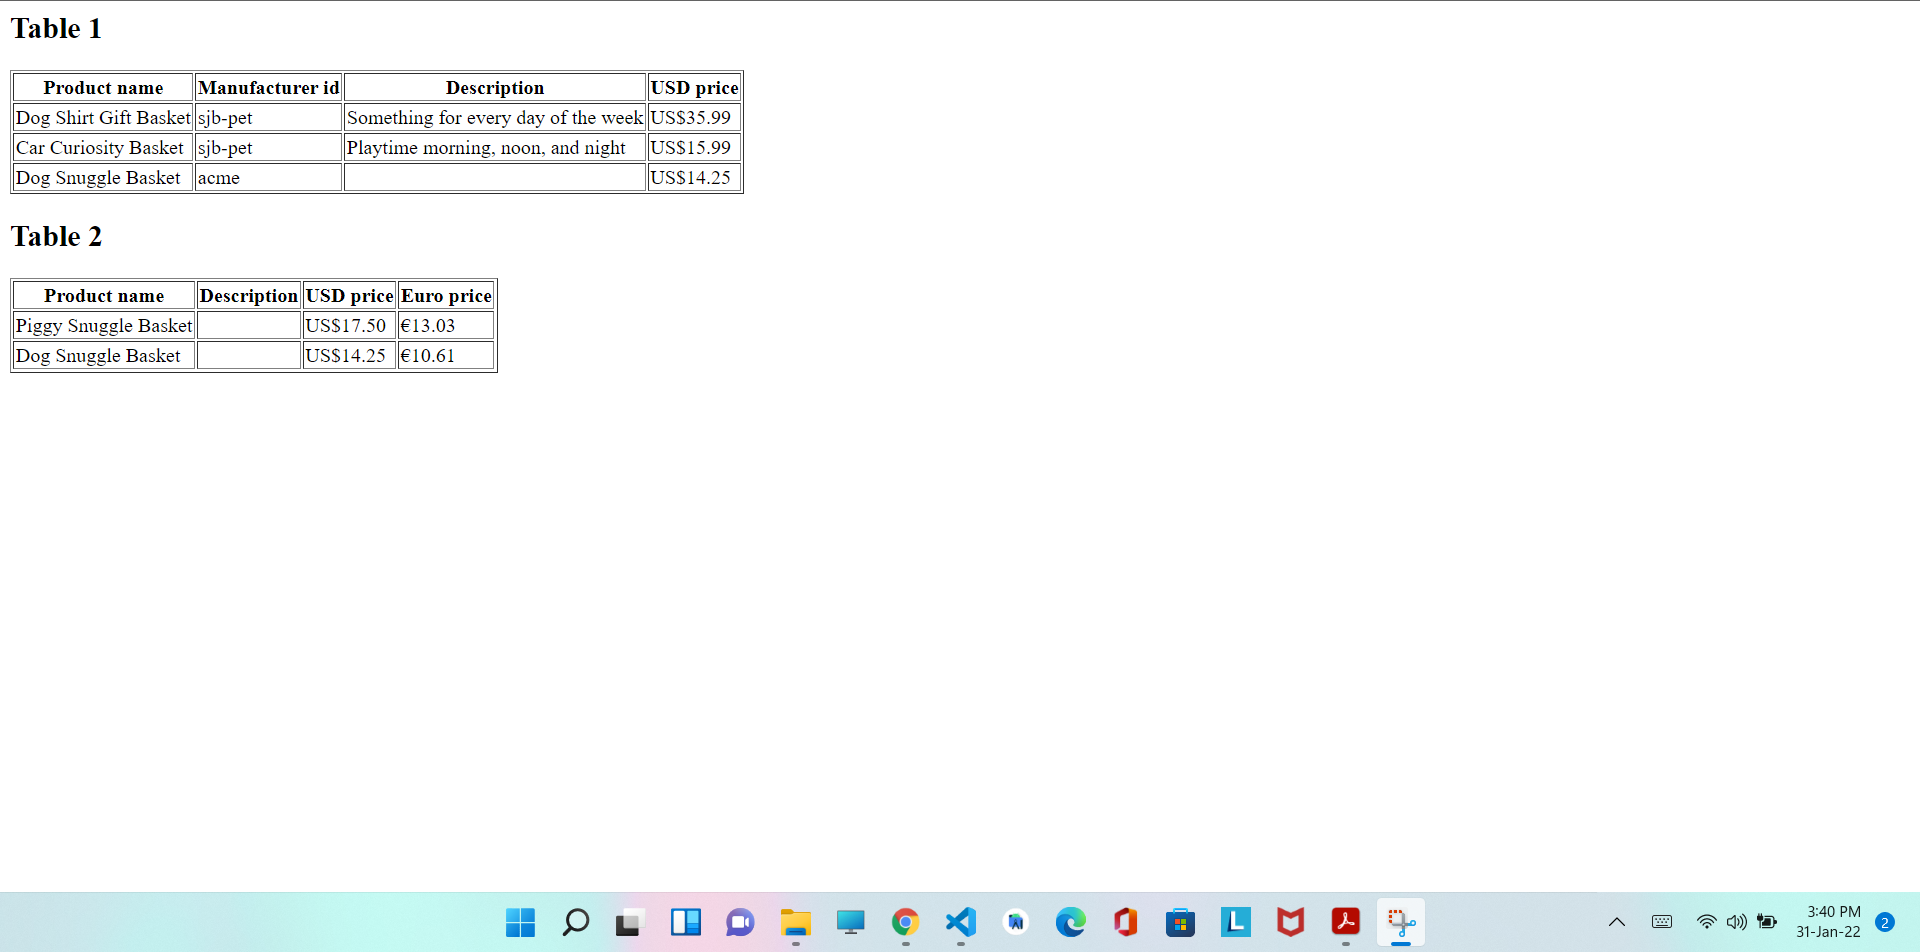 Table 1
Product name Manufacturer id Description USD price
Dog Shirt Gift Basket sjb-pet Something for every day of the week US$35.99
Car Curiosity Basket sjb-pet Playtime morning, noon, and night US$15.99
Dog Snuggle Basket acme US$14.25
Table 2
Product name Description USD price Euro price
Piggy Snuggle Basket US$17.50 €13.03
Dog Snuggle Basket US$14.25 €10.61
L
3:40 PM
31-Jan-22
2